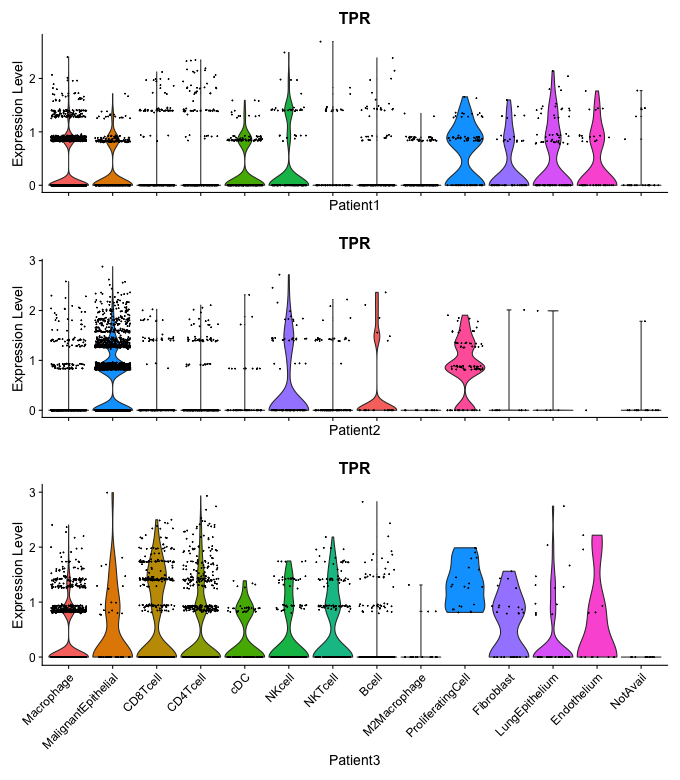 TPR
Expression Level
2
1
0
Patient1
TPR
Expression Level
3
2
1
0
Patient2
TPR
Expression Level
3
2
1
0
Macrophage
MalignantEpithelial
CD8Tcell
CD4Tcell
cDC
NKcell
NKTcell
Bcell
M2Macrophage
ProliferatingCell
Fibroblast
LungEpithelium
Endothelium
NotAvail
Patient3